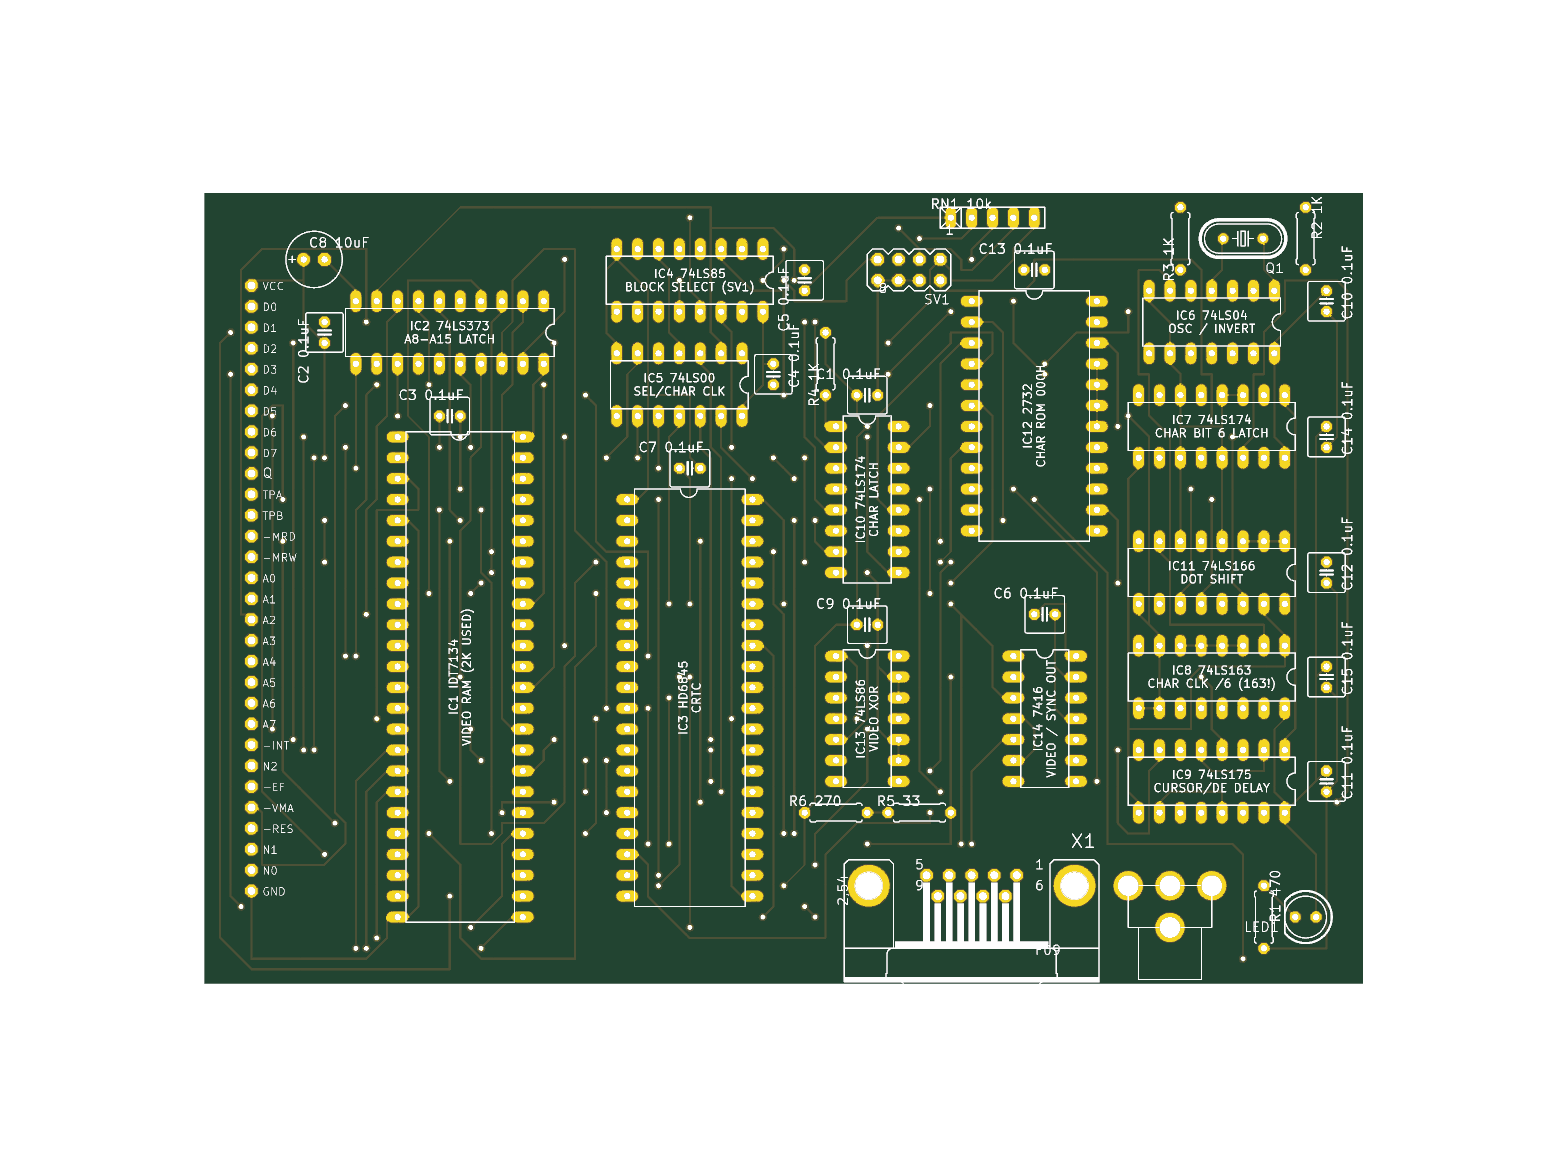 RN1 10k
1
R2 1K
C8 10uF
+
C13 0.1uF
R3 1K
Q1
C10 0.1uF
IC4 74LS85
BLOCK SELECT (SV1)
C5 0.1uF
8
SV1
VCC
D0
D1
D2
D3
D4
D5
D6
D7
Q
TPA
TPB
-MRD
-MRW
A0
A1
A2
A3
A4
A5
A6
A7
-INT
N2
-EF
-VMA
-RES
N1
N0
GND
C2 0.1uF
IC2 74LS373
A8-A15 LATCH
IC6 74LS04
OSC / INVERT
IC5 74LS00
SEL/CHAR CLK
C4 0.1uF
R4 1K
C1 0.1uF
C3 0.1uF
IC12 2732
CHAR ROM 000H
IC7 74LS174
CHAR BIT 6 LATCH
C14 0.1uF
C7 0.1uF
IC10 74LS174
CHAR LATCH
IC11 74LS166
DOT SHIFT
C12 0.1uF
C9 0.1uF
C6 0.1uF
IC1 IDT7134
VIDEO RAM (2K USED)
IC3 HD6845
CRTC
IC13 74LS86
VIDEO XOR
IC14 7416
VIDEO / SYNC OUT
IC8 74LS163
CHAR CLK /6 (163!)
C15 0.1uF
IC9 74LS175
CURSOR/DE DELAY
C11 0.1uF
R6 270
R5 33
X1
5
1
9
6
2,54
F09
R1 470
LED1